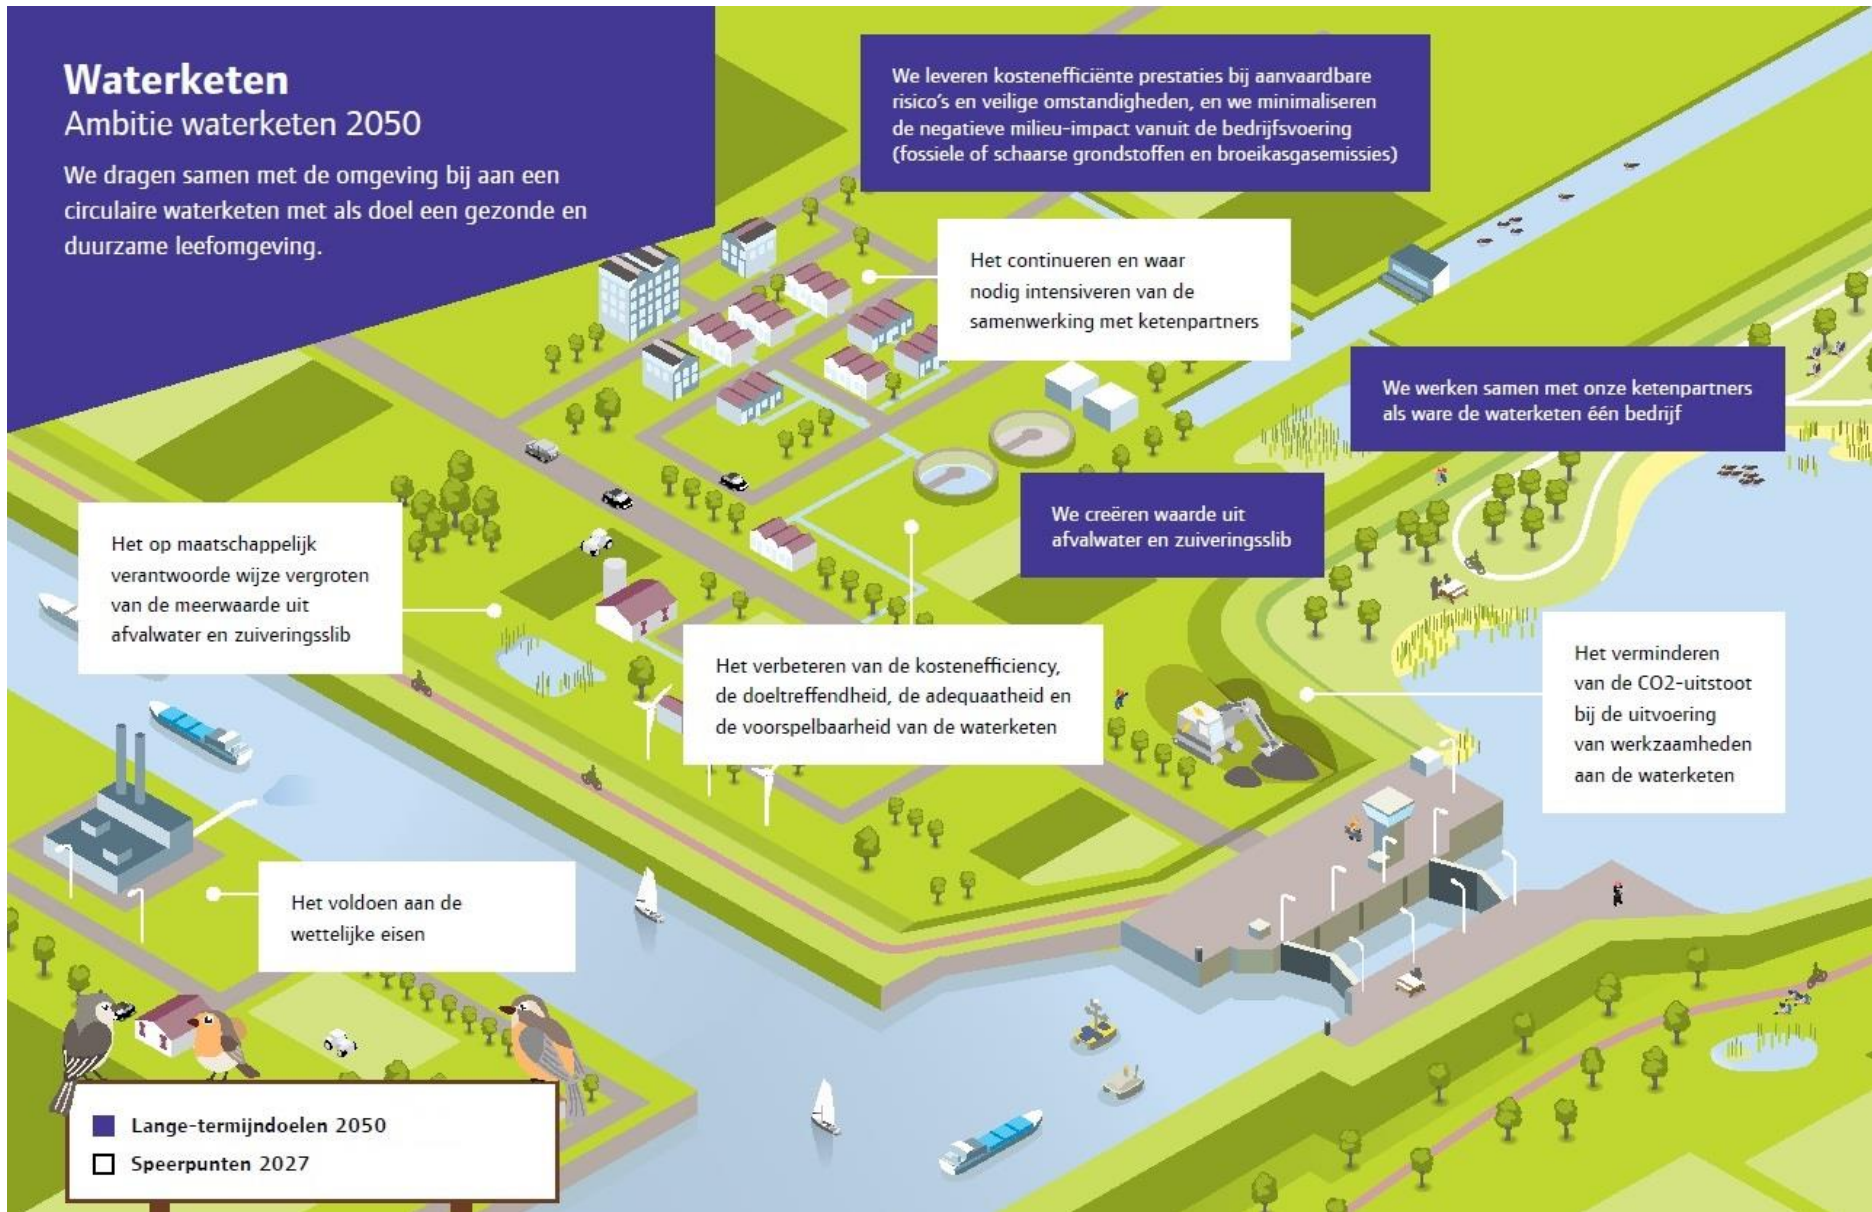 Waterketen
Ambitie waterketen 2050
We dragen samen met de omgeving bij aan een
circulaire waterketen met als doel een gezonde en
duurzame leefomgeving.
We leveren kostenefficiënte prestaties bij aanvaardbare
risico's en veilige omstandigheden, en we minimaliseren
de negatieve milieu-impact vanuit de bedrijfsvoering
(fossiele of schaarse grondstoffen en broeikasgasemissies)
Het continueren en waar
nodig intensiveren van de
samenwerking met ketenpartners
We werken samen met onze ketenpartners
als ware de waterketen één bedrijf
We creëren waarde uit
afvalwater en zuiveringsslib
Het op maatschappelijk
verantwoorde wijze vergroten
van de meerwaarde uit
afvalwater en zuiveringsslib
Het verbeteren van de kostenefficiency,
de doeltreffendheid, de adequaatheid en
de voorspelbaarheid van de waterketen
Het verminderen
van de CO2-uitstoot
bij de uitvoering
van werkzaamheden
aan de waterketen
Het voldoen aan de
wettelijke eisen
Lange-termijndoelen 2050
Speerpunten 2027